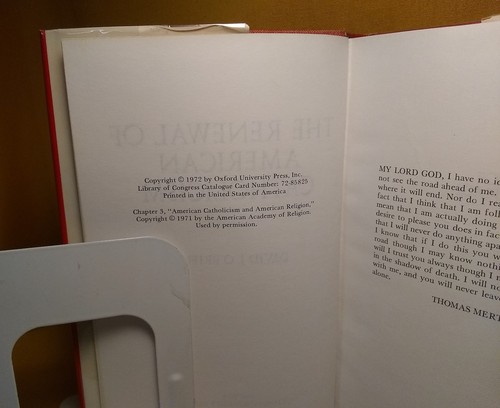 THE RENEWAL OF
AMERICAN
Copyright © 1972 by Oxford University Press, Inc.
Library of Congress Catalogue Card Number: 72-85825
Printed in the United States of America
Chapter 3, "American Catholicism and American Religion,"
Copyright © 1971 by the American Academy of Religion.
Used by permission.
MY LORD GOD, I have no
not see the road ahead of me.
where it will end. Nor do I
fact that I think that I am
mean that I am actually doing
desire to please you does in
that I will never do anything
I know that if I do this you
road though I may know
will I trust you always though I
in the shadow of death. I will
with me, and you will never
alone.
THOMAS